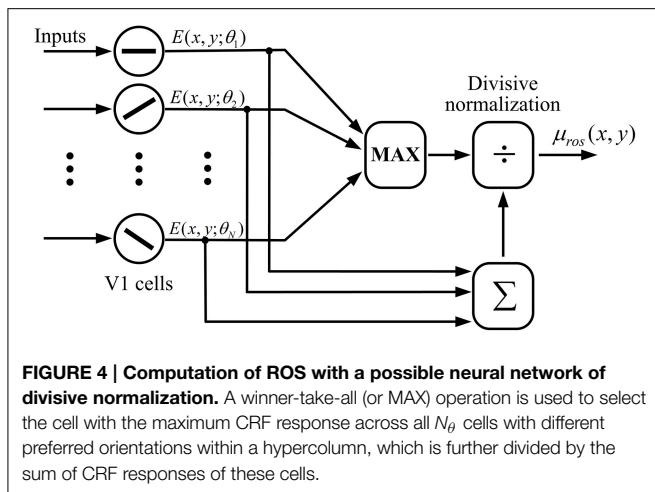 Inputs
E(x, y;θ₁)
E(x, y;θ₂)
Divisive
normalization
MAX
÷
μᵣₒₛ(x, y)
E(x, y;θ_N)
V1 cells
Σ
FIGURE 4 | Computation of ROS with a possible neural network of
divisive normalization. A winner-take-all (or MAX) operation is used to select
the cell with the maximum CRF response across all N_θ cells with different
preferred orientations within a hypercolumn, which is further divided by the
sum of CRF responses of these cells.